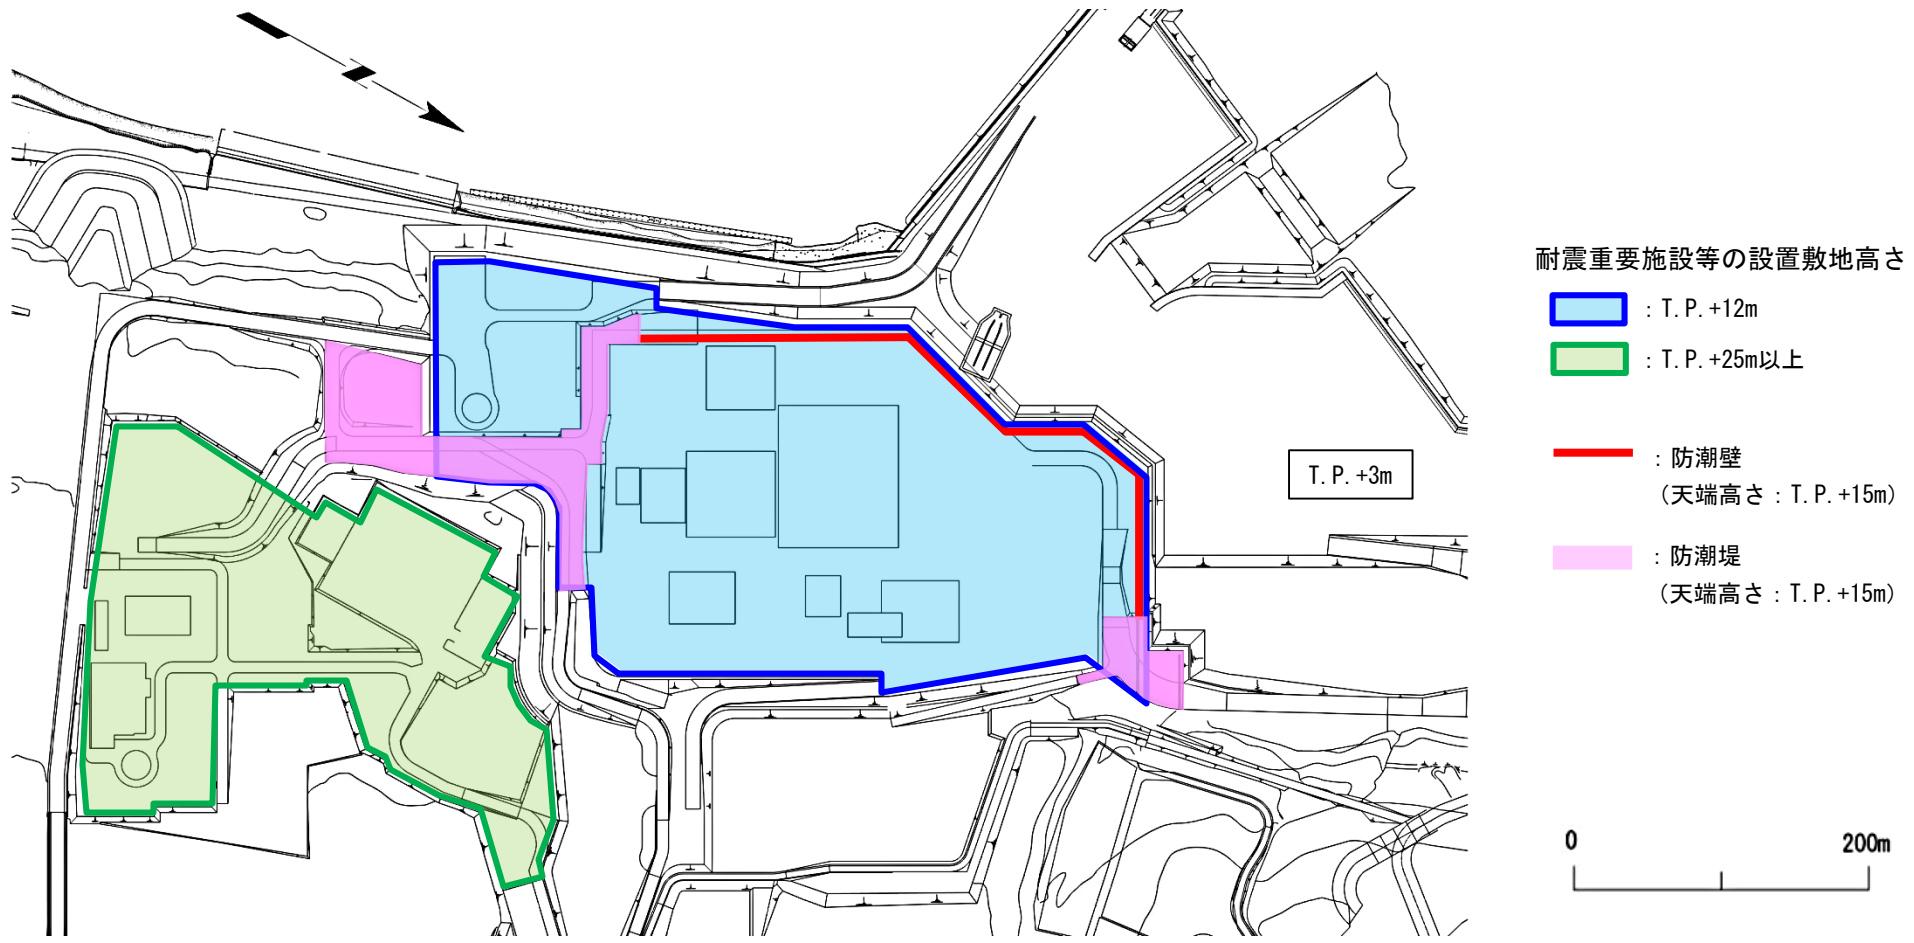 耐震重要施設等の設置敷地高さ
：T.P.+12m
：T.P.+25m以上
：防潮壁
（天端高さ：T.P.+15m）
T.P.+3m
：防潮堤
（天端高さ：T.P.+15m）
0 200m